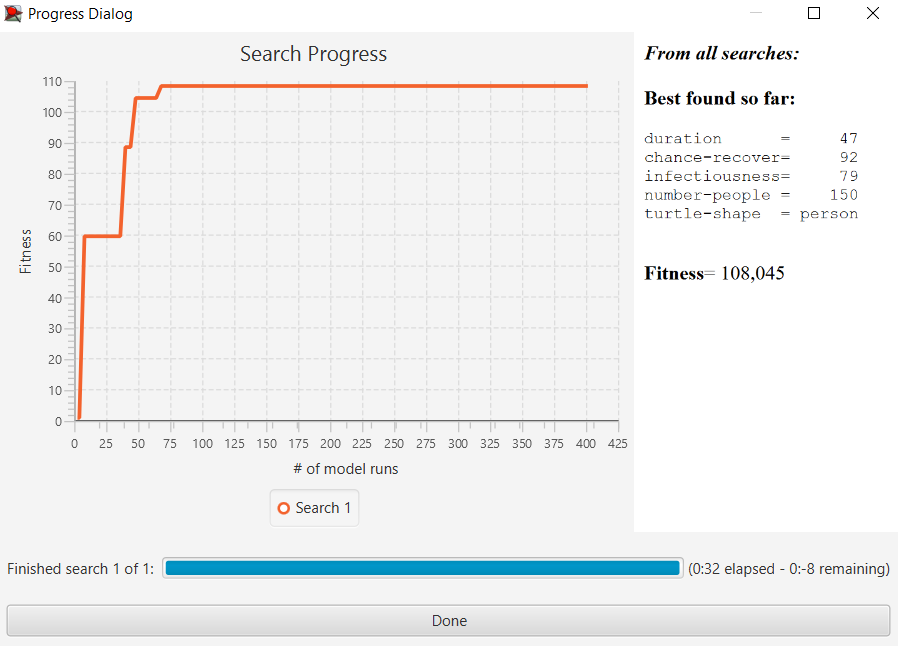 Progress Dialog
Search Progress
110
100
90
80
70
60
50
40
30
20
10
0
Fitness
0 25 50 75 100 125 150 175 200 225 250 275 300 325 350 375 400 425
# of model runs
Search 1
From all searches:
Best found so far:
duration      =     47
chance-recover=     92
infectiousness=     79
number-people =    150
turtle-shape  = person
Fitness= 108,045
Finished search 1 of 1: (0:32 elapsed - 0:-8 remaining)
Done